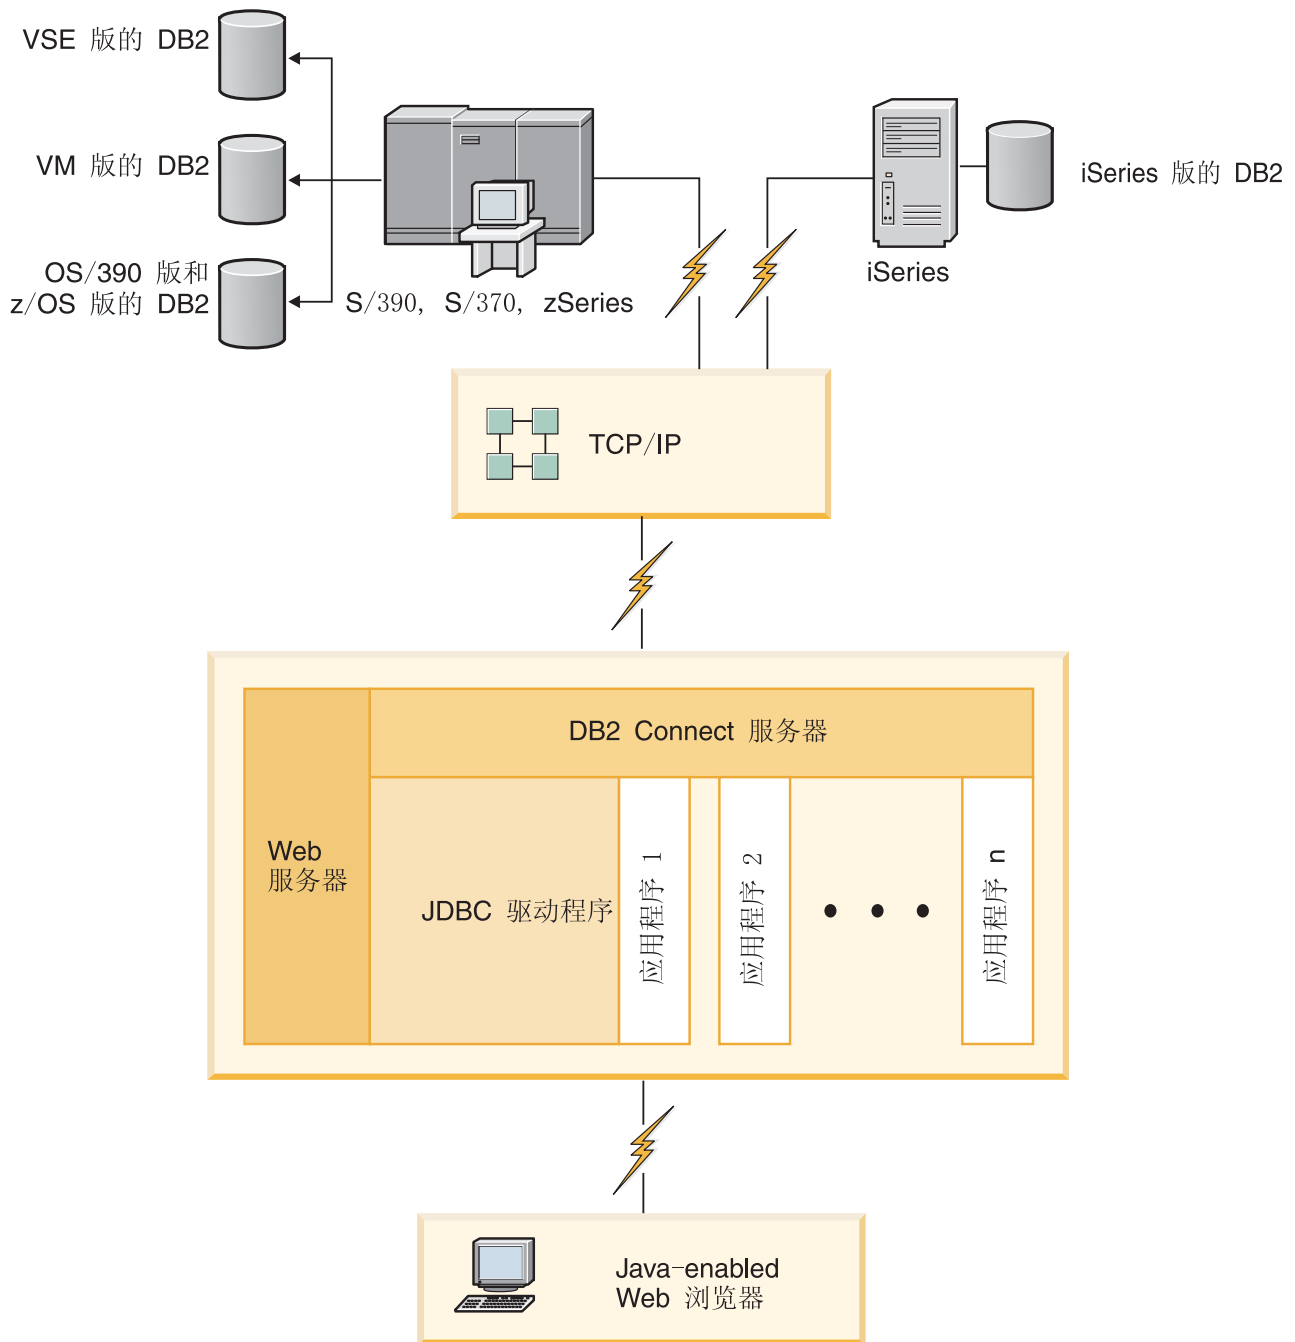 VSE 版的 DB2
VM 版的 DB2
OS/390 版和
z/OS 版的 DB2
S/390, S/370, zSeries
iSeries
iSeries 版的 DB2
TCP/IP
DB2 Connect 服务器
Web
服务器
JDBC 驱动程序
应用程序 1
应用程序 2
应用程序 n
Java-enabled
Web 浏览器